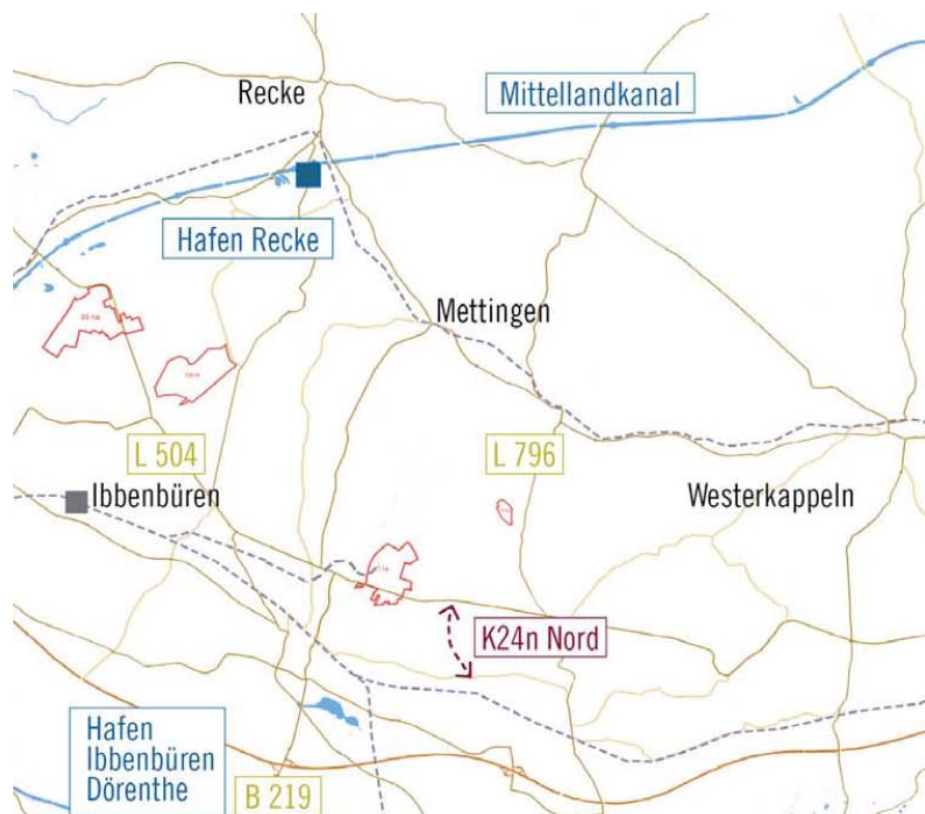 Recke
Mittellandkanal
Hafen Recke
Mettingen
L 504
L 796
Ibbenbüren
Westerkappeln
K24n Nord
Hafen
Ibbenbüren
Dörenthe
B 219